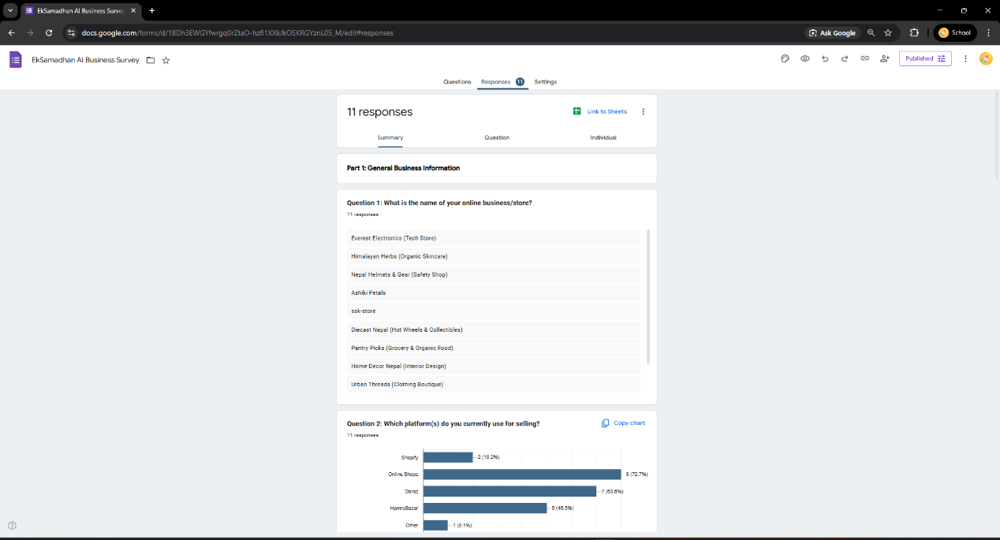 EkSamadhan AI Business Surve
docs.google.com/forms/d/1BDh3EWGYfwrgq0rZtaO-hzfI1XXkJkOSKRGYznL05_M/edit#responses
Ask Google
School
EkSamadhan AI Business Survey
Published
Questions
Responses 11
Settings
11 responses
Link to Sheets
Summary
Question
Individual
Part 1: General Business Information
Question 1: What is the name of your online business/store?
11 responses
Everest Electronics (Tech Store)
Himalayan Herbs (Organic Skincare)
Nepal Helmets & Gear (Safety Shop)
Ashiki Petals
ssk-store
Diecast Nepal (Hot Wheels & Collectibles)
Pantry Picks (Grocery & Organic Food)
Home Decor Nepal (Interior Design)
Urban Threads (Clothing Boutique)
Question 2: Which platform(s) do you currently use for selling?
Copy chart
11 responses
Shopify 2 (18.2%)
Online Shops 8 (72.7%)
Daraz 7 (63.6%)
HamroBazar 5 (45.5%)
Other 1 (9.1%)